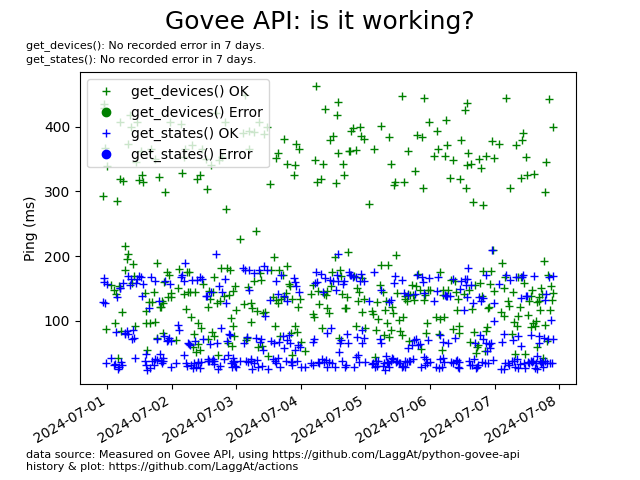 Govee API: is it working?
get_devices(): No recorded error in 7 days.
get_states(): No recorded error in 7 days.
get_devices() OK
get_devices() Error
get_states() OK
get_states() Error
400
300
200
100
Ping (ms)
2024-07-01
2024-07-02
2024-07-03
2024-07-04
2024-07-05
2024-07-06
2024-07-07
2024-07-08
data source: Measured on Govee API, using https://github.com/LaggAt/python-govee-api
history & plot: https://github.com/LaggAt/actions